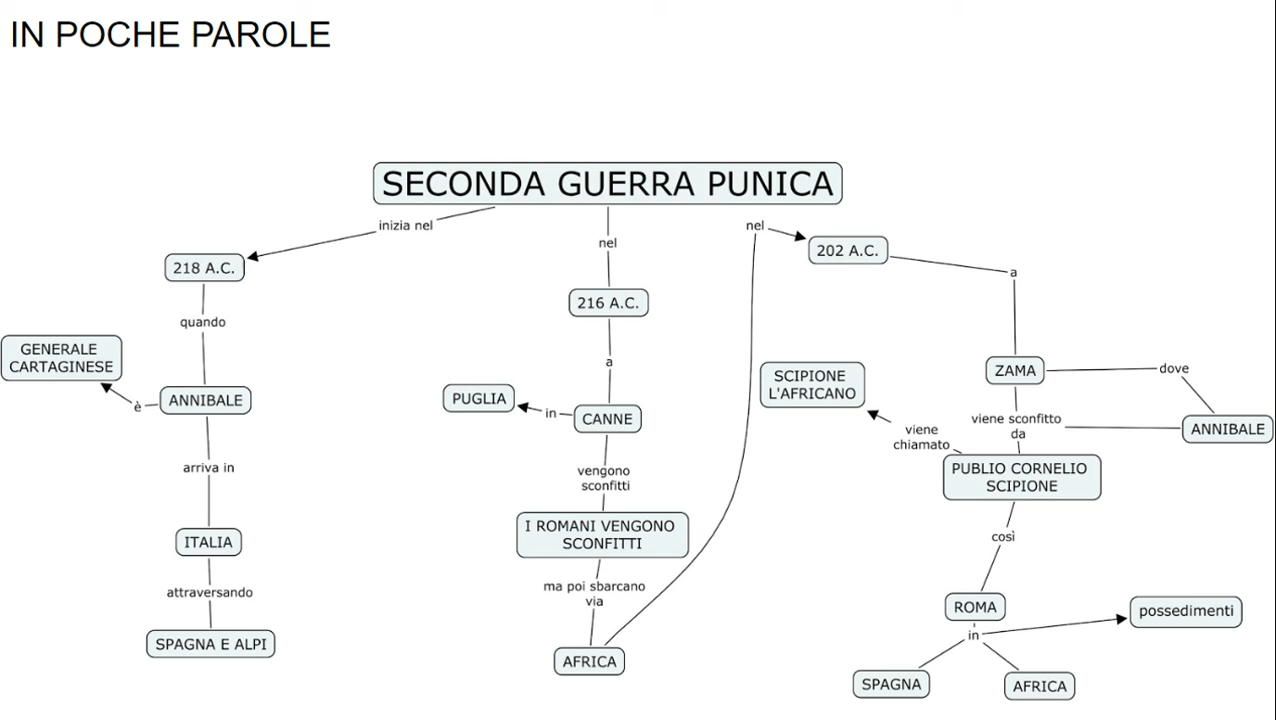 IN POCHE PAROLE
SECONDA GUERRA PUNICA
inizia nel
218 A.C.
quando
GENERALE
CARTAGINESE
è
ANNIBALE
arriva in
ITALIA
attraversando
SPAGNA E ALPI
nel
216 A.C.
a
PUGLIA
in
CANNE
vengono
sconfitti
I ROMANI VENGONO
SCONFITTI
ma poi sbarcano
via
AFRICA
nel
202 A.C.
a
ZAMA
dove
ANNIBALE
viene sconfitto
da
SCIPIONE
L'AFRICANO
viene
chiamato
PUBLIO CORNELIO
SCIPIONE
così
ROMA
in
possedimenti
SPAGNA
AFRICA